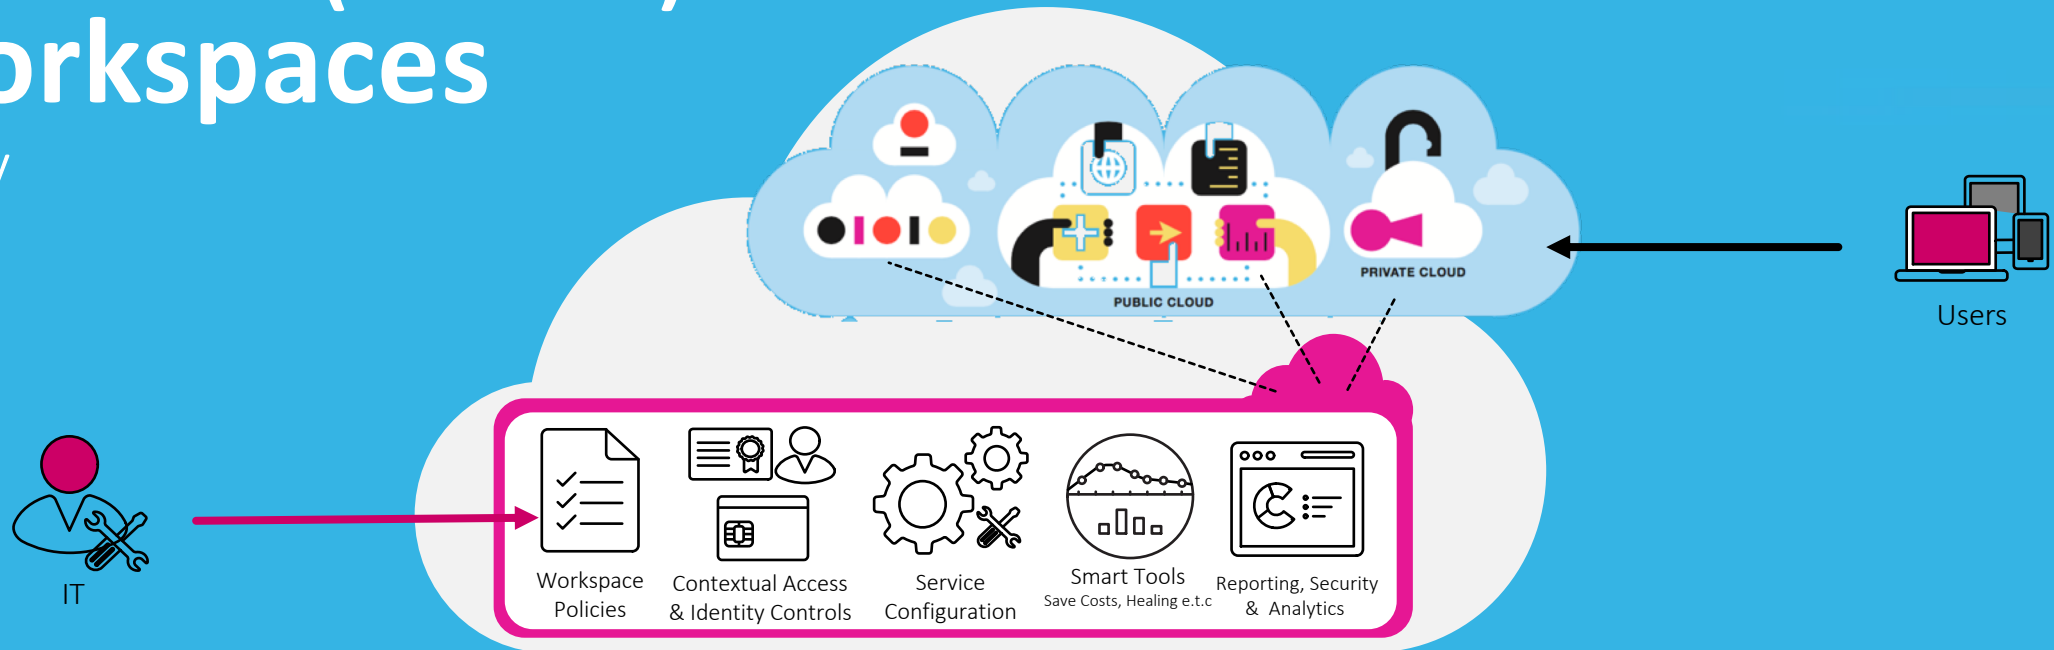 orkspaces
PUBLIC CLOUD
PRIVATE CLOUD
Users
IT
Workspace
Policies
Contextual Access
& Identity Controls
Service
Configuration
Smart Tools
Save Costs, Healing e.t.c
Reporting, Security
& Analytics